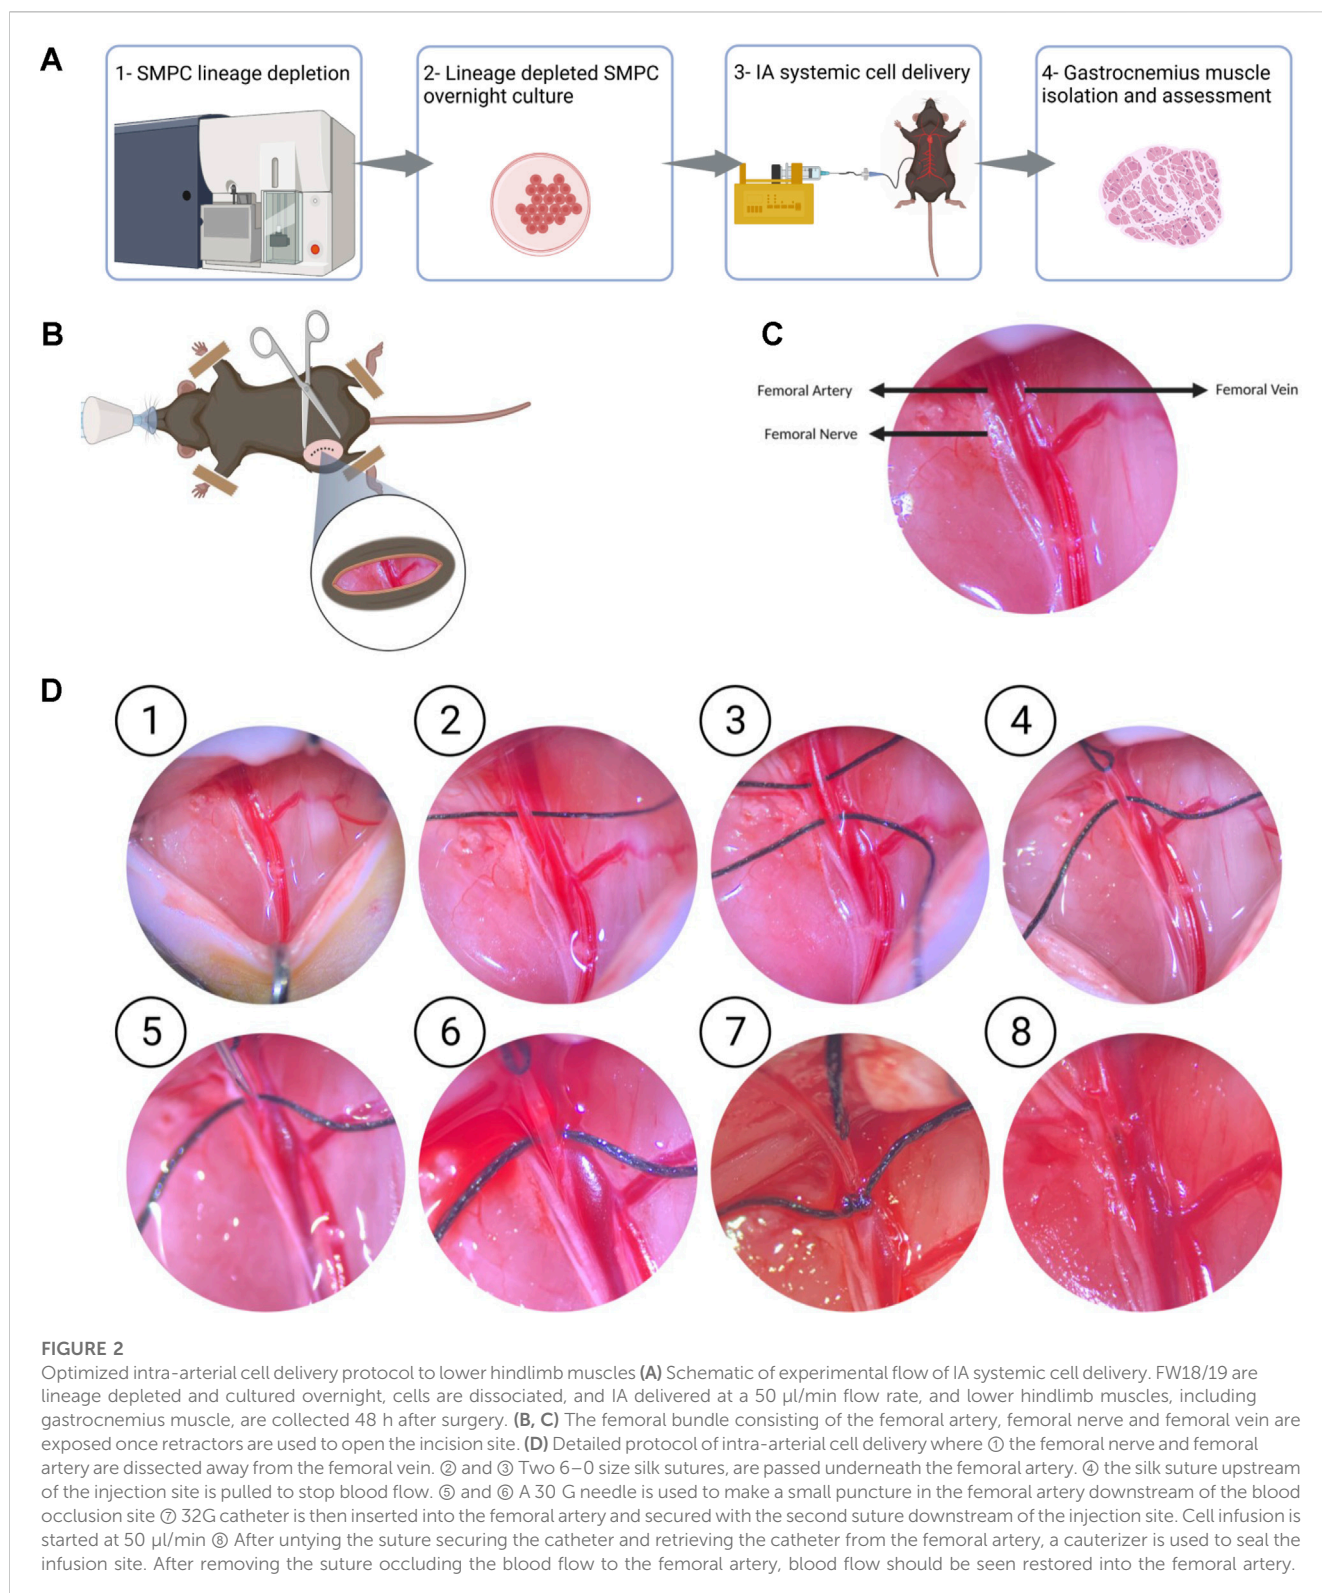 A
1- SMPC lineage depletion
2- Lineage depleted SMPC
overnight culture
3- IA systemic cell delivery
4- Gastrocnemius muscle
isolation and assessment
B
C
Femoral Artery
Femoral Vein
Femoral Nerve
D
1
2
3
4
5
6
7
8
FIGURE 2
Optimized intra-arterial cell delivery protocol to lower hindlimb muscles (A) Schematic of experimental flow of IA systemic cell delivery. FW18/19 are
lineage depleted and cultured overnight, cells are dissociated, and IA delivered at a 50 µl/min flow rate, and lower hindlimb muscles, including
gastrocnemius muscle, are collected 48 h after surgery. (B, C) The femoral bundle consisting of the femoral artery, femoral nerve and femoral vein are
exposed once retractors are used to open the incision site. (D) Detailed protocol of intra-arterial cell delivery where ① the femoral nerve and femoral
artery are dissected away from the femoral vein. ② and ③ Two 6–0 size silk sutures, are passed underneath the femoral artery. ④ the silk suture upstream
of the injection site is pulled to stop blood flow. ⑤ and ⑥ A 30 G needle is used to make a small puncture in the femoral artery downstream of the blood
occlusion site ⑦ 32G catheter is then inserted into the femoral artery and secured with the second suture downstream of the injection site. Cell infusion is
started at 50 µl/min ⑧ After untying the suture securing the catheter and retrieving the catheter from the femoral artery, a cauterizer is used to seal the
infusion site. After removing the suture occluding the blood flow to the femoral artery, blood flow should be seen restored into the femoral artery.